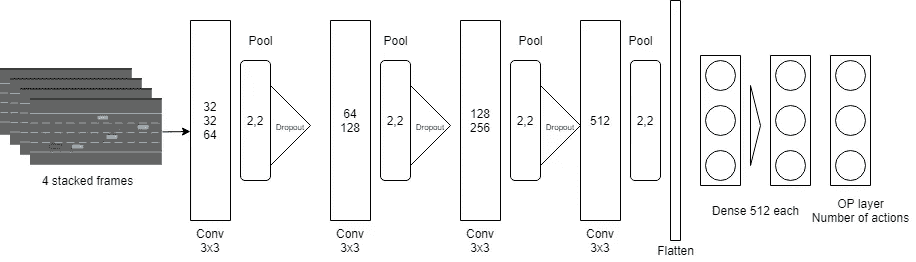 Pool
Pool
Pool
Pool
32
32
64
2,2
Dropout
64
128
2,2
Dropout
128
256
2,2
Dropout
512
2,2
4 stacked frames
Conv
3x3
Conv
3x3
Conv
3x3
Conv
3x3
Flatten
Dense 512 each
OP layer
Number of actions